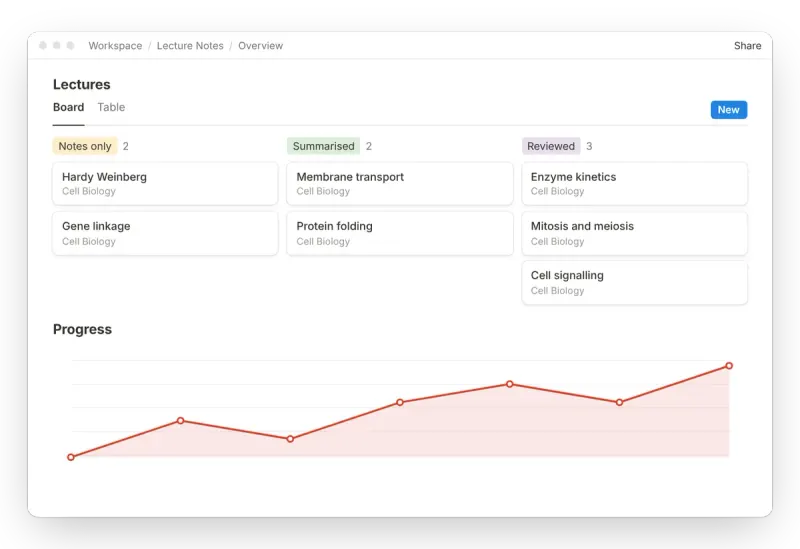 Workspace / Lecture Notes / Overview
Share
Lectures
Board Table
New
Notes only 2
Hardy Weinberg
Cell Biology
Gene linkage
Cell Biology
Summarised 2
Membrane transport
Cell Biology
Protein folding
Cell Biology
Reviewed 3
Enzyme kinetics
Cell Biology
Mitosis and meiosis
Cell Biology
Cell signalling
Cell Biology
Progress